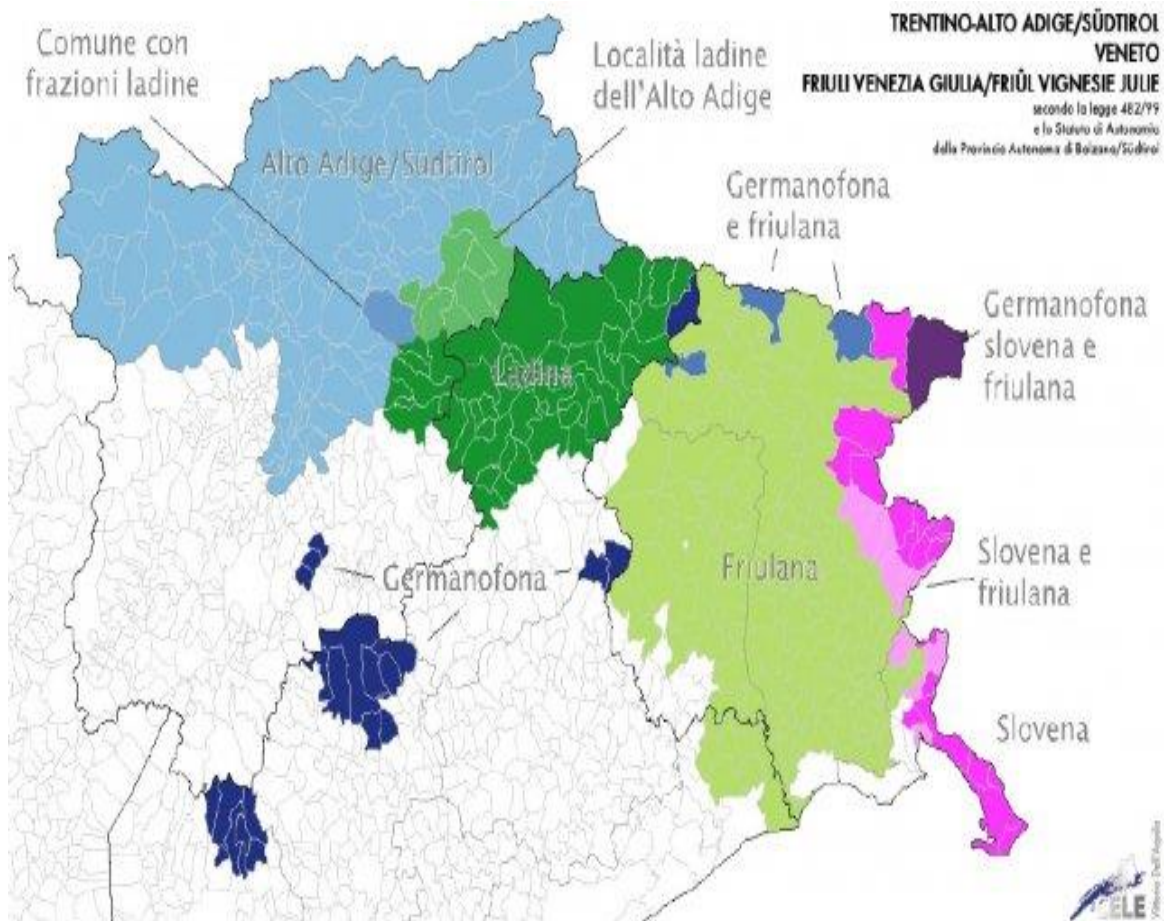 TRENTINO-ALTO ADIGE/SÜDTIROL
VENETO
FRIULI VENEZIA GIULIA/FRIÛL VIGNESIE JULIE
secondo la legge 482/99
e lo Statuto di Autonomia
della Provincia Autonoma di Bolzano/Südtirol
Comune con
frazioni ladine
Località ladine
dell'Alto Adige
Alto Adige/Südtirol
Germanofona
e friulana
Germanofona
slovena e
friulana
Ladina
Germanofona
Friulana
Slovena e
friulana
Slovena
CELE